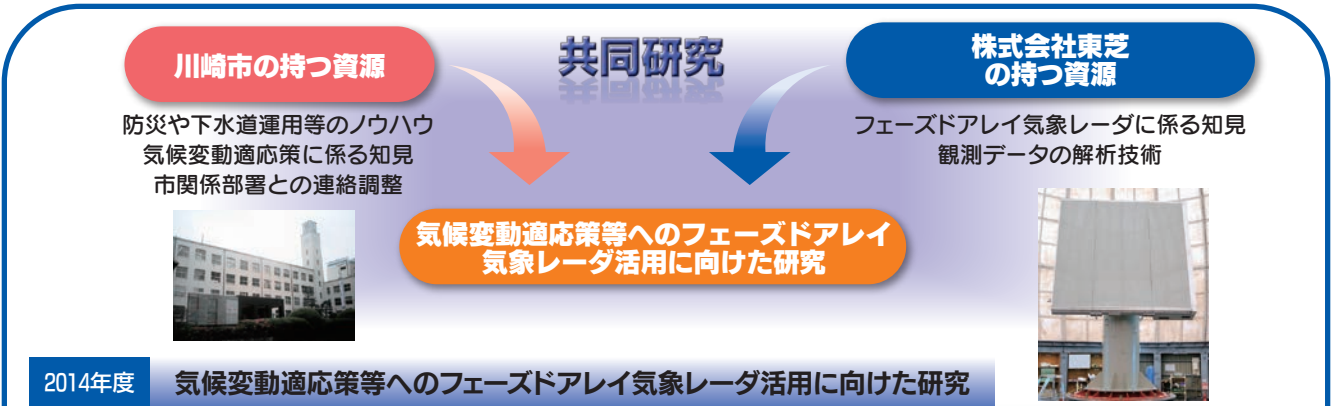 共同研究
川崎市の持つ資源
防災や下水道運用等のノウハウ
気候変動適応策に係る知見
市関係部署との連絡調整
株式会社東芝
の持つ資源
フェーズドアレイ気象レーダに係る知見
観測データの解析技術
気候変動適応策等へのフェーズドアレイ
気象レーダ活用に向けた研究
2014年度 気候変動適応策等へのフェーズドアレイ気象レーダ活用に向けた研究